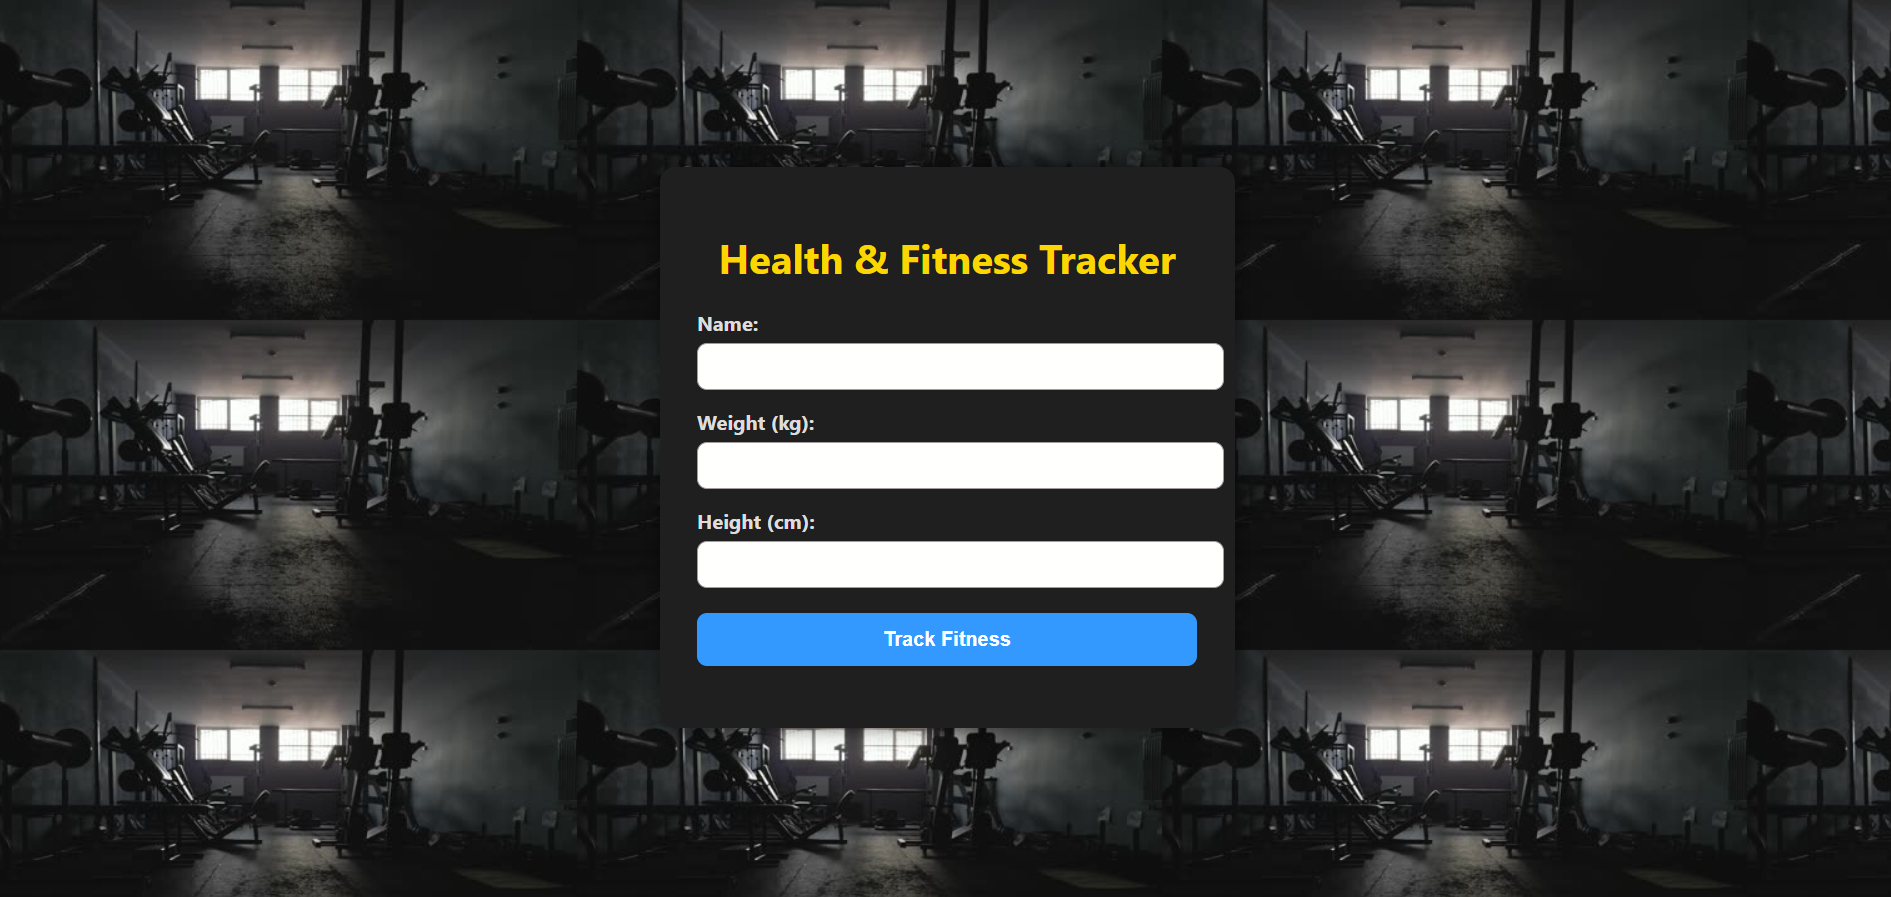 Health & Fitness Tracker
Name:
Weight (kg):
Height (cm):
Track Fitness